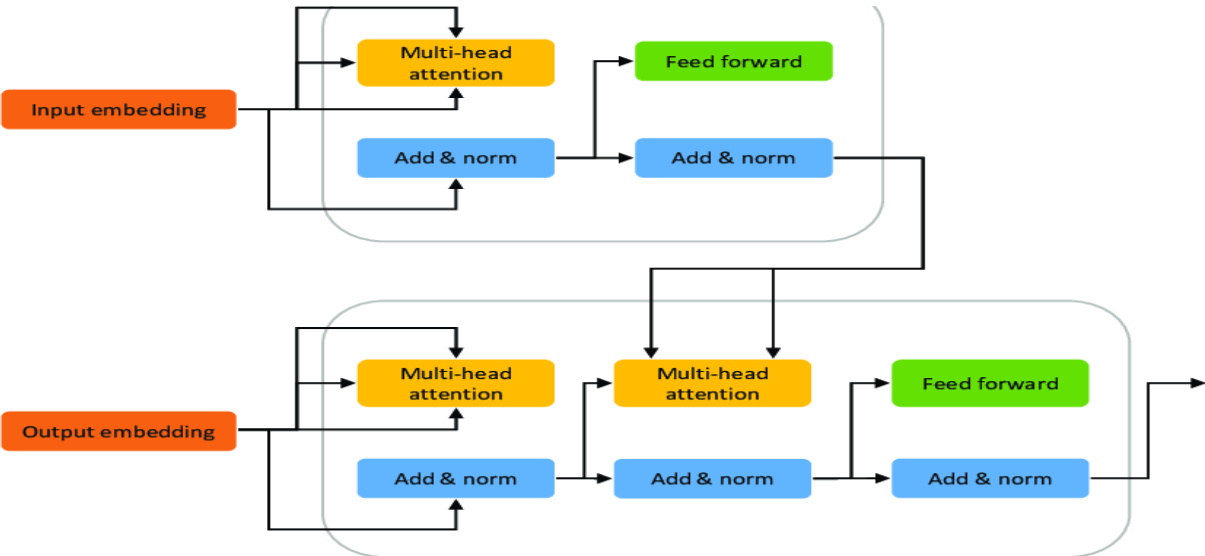 Multi-head
attention
Feed forward
Input embedding
Add & norm
Add & norm
Multi-head
attention
Multi-head
attention
Feed forward
Output embedding
Add & norm
Add & norm
Add & norm